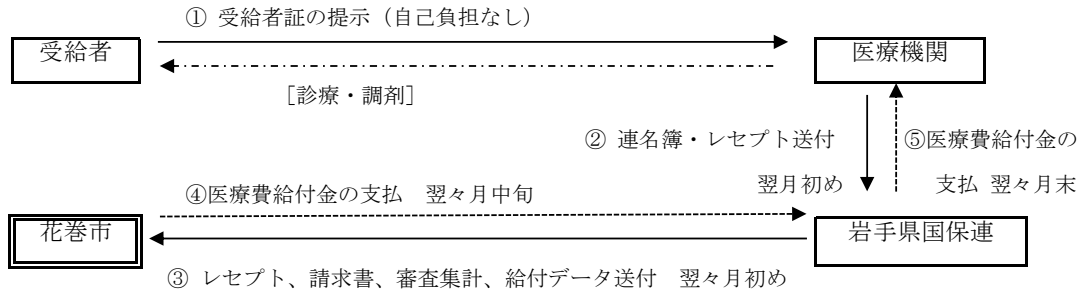 ① 受給者証の提示（自己負担なし）
受給者
医療機関
［診療・調剤］
② 連名簿・レセプト送付
⑤医療費給付金の
翌月初め
支払 翌々月末
④医療費給付金の支払　翌々月中旬
花巻市
岩手県国保連
③ レセプト、請求書、審査集計、給付データ送付　翌々月初め